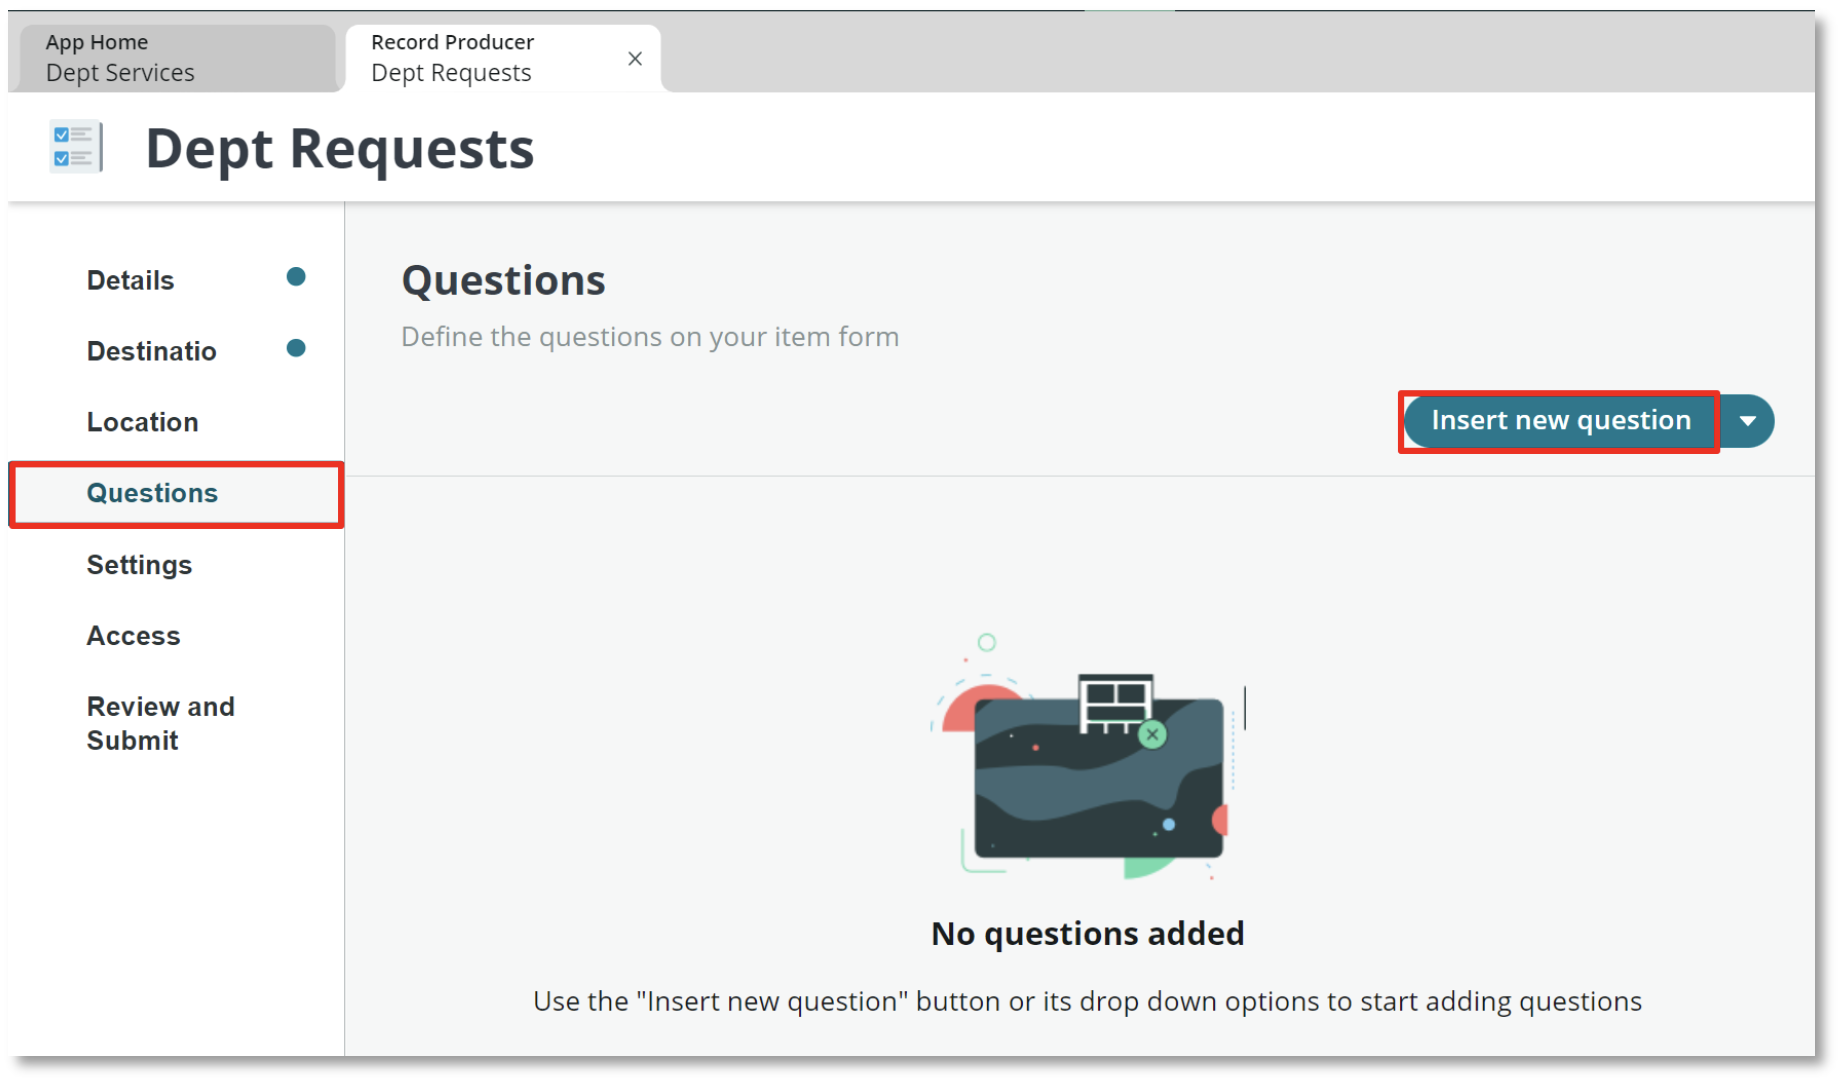 App Home
Dept Services
Record Producer
Dept Requests
Dept Requests
Details
Destinatio
Location
Questions
Settings
Access
Review and
Submit
Questions
Define the questions on your item form
Insert new question
No questions added
Use the "Insert new question" button or its drop down options to start adding questions